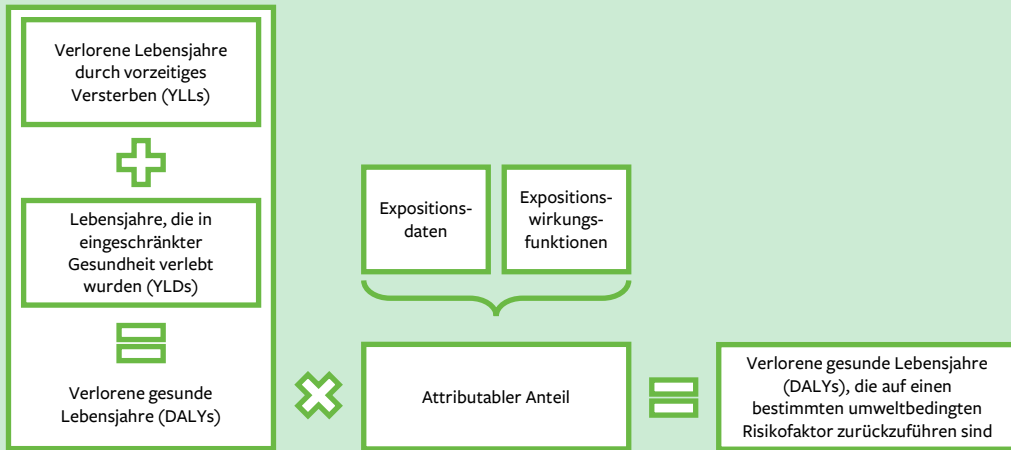 Verlorene Lebensjahre
durch vorzeitiges
Versterben (YLLs)
Lebensjahre, die in
eingeschränkter
Gesundheit verlebt
wurden (YLDs)
Verlorene gesunde
Lebensjahre (DALYs)
Expositions-
daten
Expositions-
wirkungs-
funktionen
Attributabler Anteil
Verlorene gesunde Lebensjahre
(DALYs), die auf einen
bestimmten umweltbedingten
Risikofaktor zurückzuführen sind